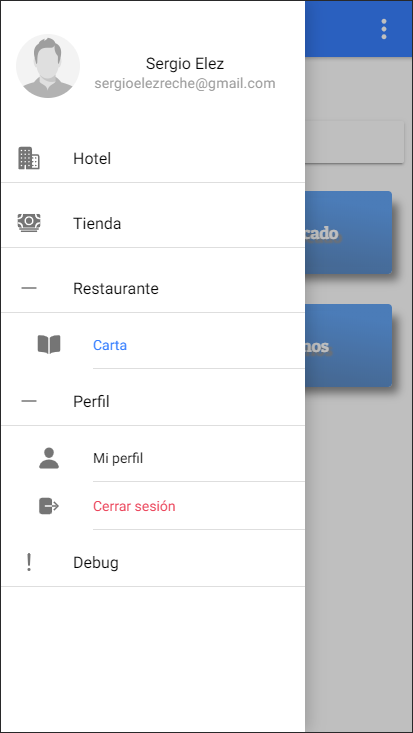 Sergio Elez
sergioelezreche@gmail.com
Hotel
Tienda
cado
Restaurante
nos
Carta
Perfil
Mi perfil
Cerrar sesión
Debug